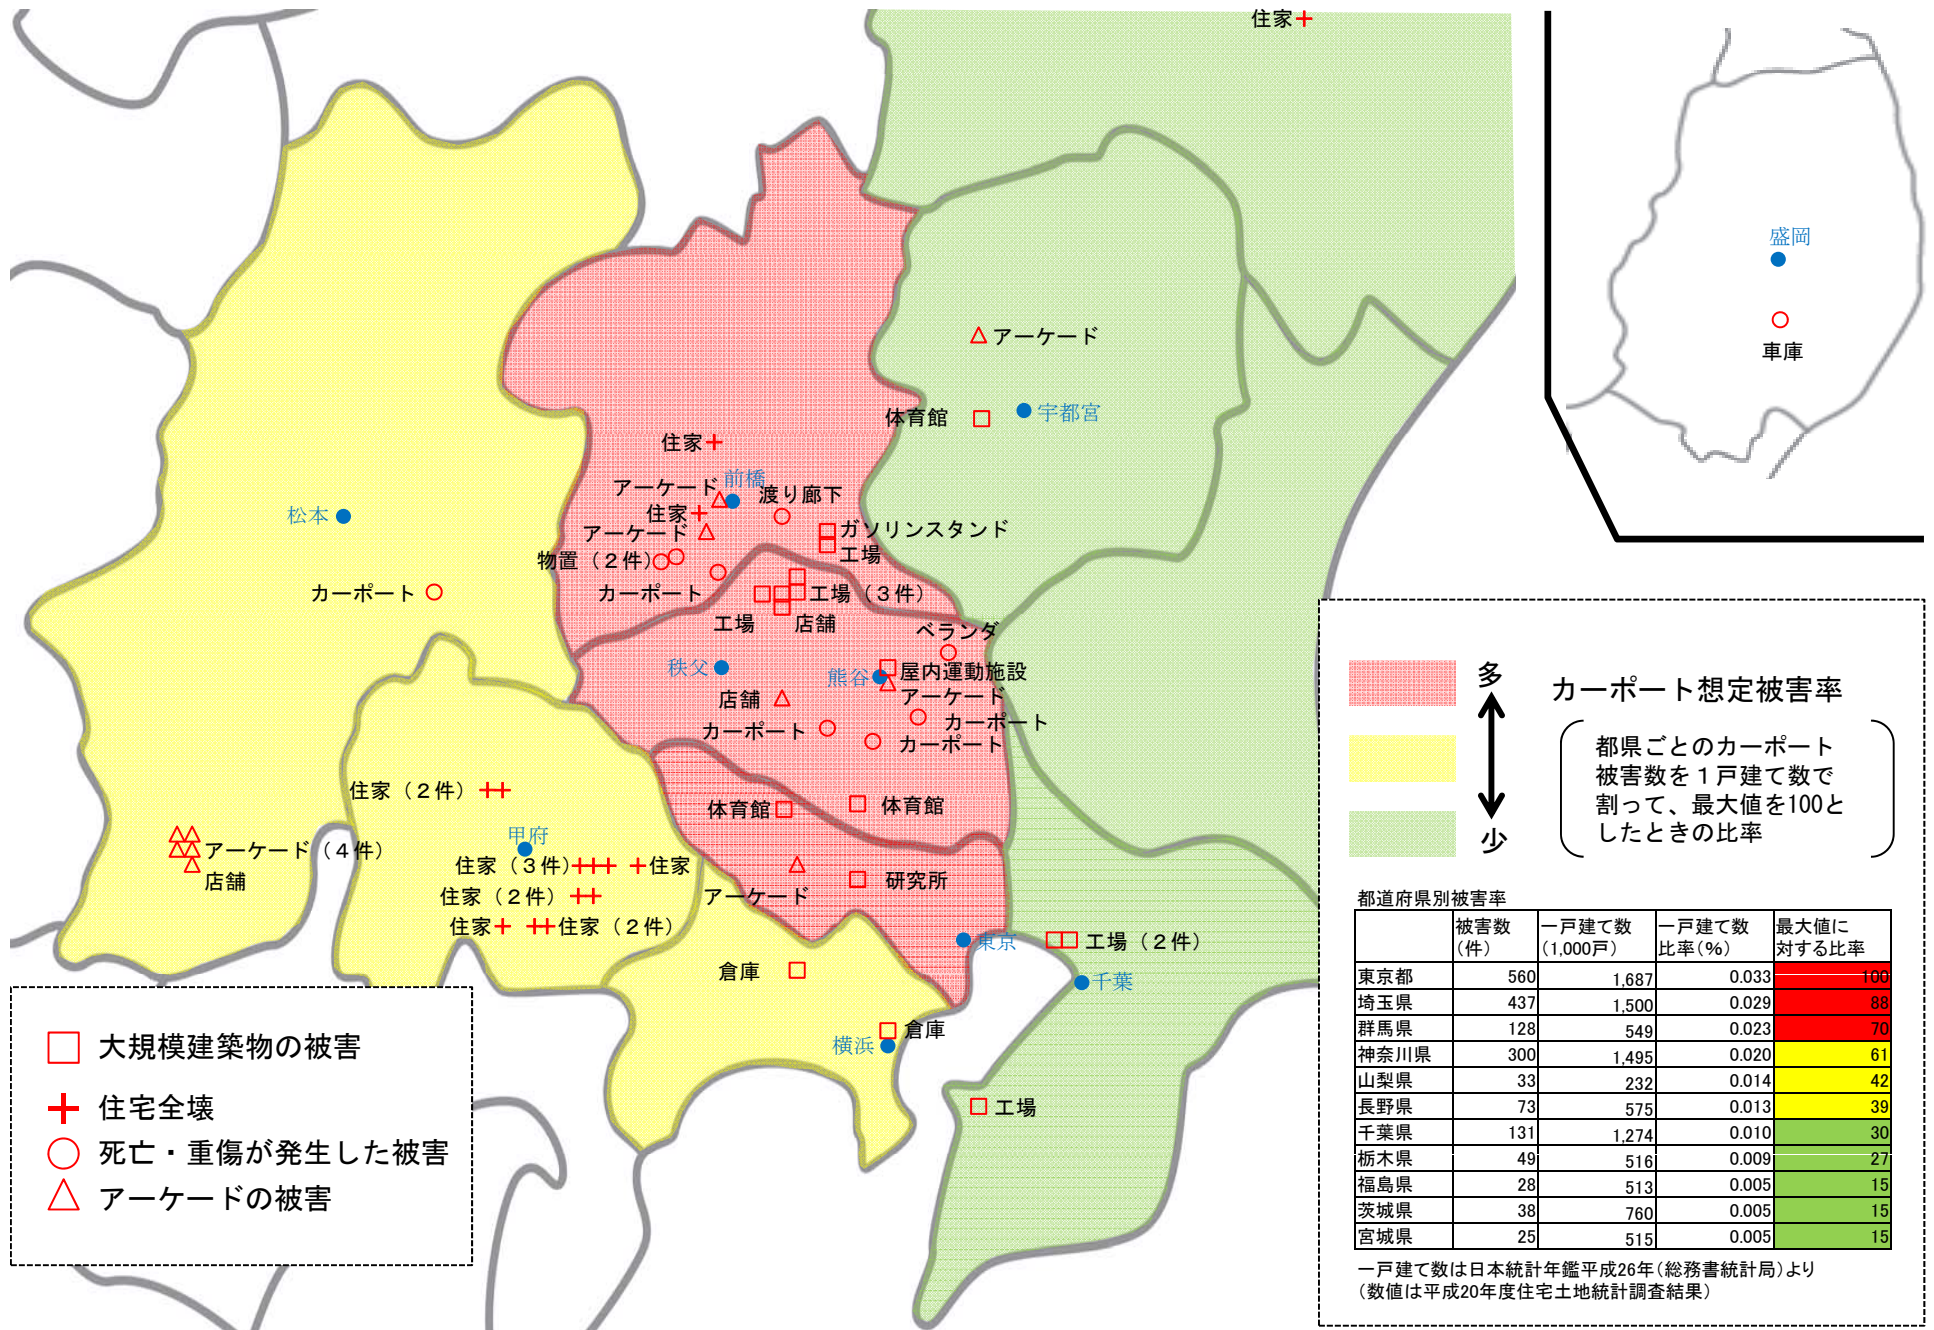 住家
盛岡
車庫
アーケード
体育館
宇都宮
住家
前橋
アーケード
渡り廊下
住家
アーケード
ガソリンスタンド
工場
物置（２件）
松本
カーポート
カーポート
工場（３件）
工場
店舗
ベランダ
秩父
熊谷
屋内運動施設
アーケード
店舗
カーポート
カーポート
カーポート
住家（２件）
体育館
体育館
甲府
アーケード（４件）
店舗
住家（３件）
住家
住家（２件）
アーケード
研究所
住家
住家（２件）
東京
工場（２件）
倉庫
千葉
倉庫
横浜
工場
大規模建築物の被害
住宅全壊
死亡・重傷が発生した被害
アーケードの被害
多
少
カーポート想定被害率
都県ごとのカーポート
被害数を１戸建て数で
割って、最大値を100と
したときの比率
都道府県別被害率
被害数（件） 一戸建て数（1,000戸） 一戸建て数比率（%） 最大値に対する比率
東京都 560 1,687 0.033 100
埼玉県 437 1,500 0.029 88
群馬県 128 549 0.023 70
神奈川県 300 1,495 0.020 61
山梨県 33 232 0.014 42
長野県 73 575 0.013 39
千葉県 131 1,274 0.010 30
栃木県 49 516 0.009 27
福島県 28 513 0.005 15
茨城県 38 760 0.005 15
宮城県 25 515 0.005 15
一戸建て数は日本統計年鑑平成26年（総務書統計局）より
（数値は平成20年度住宅土地統計調査結果）